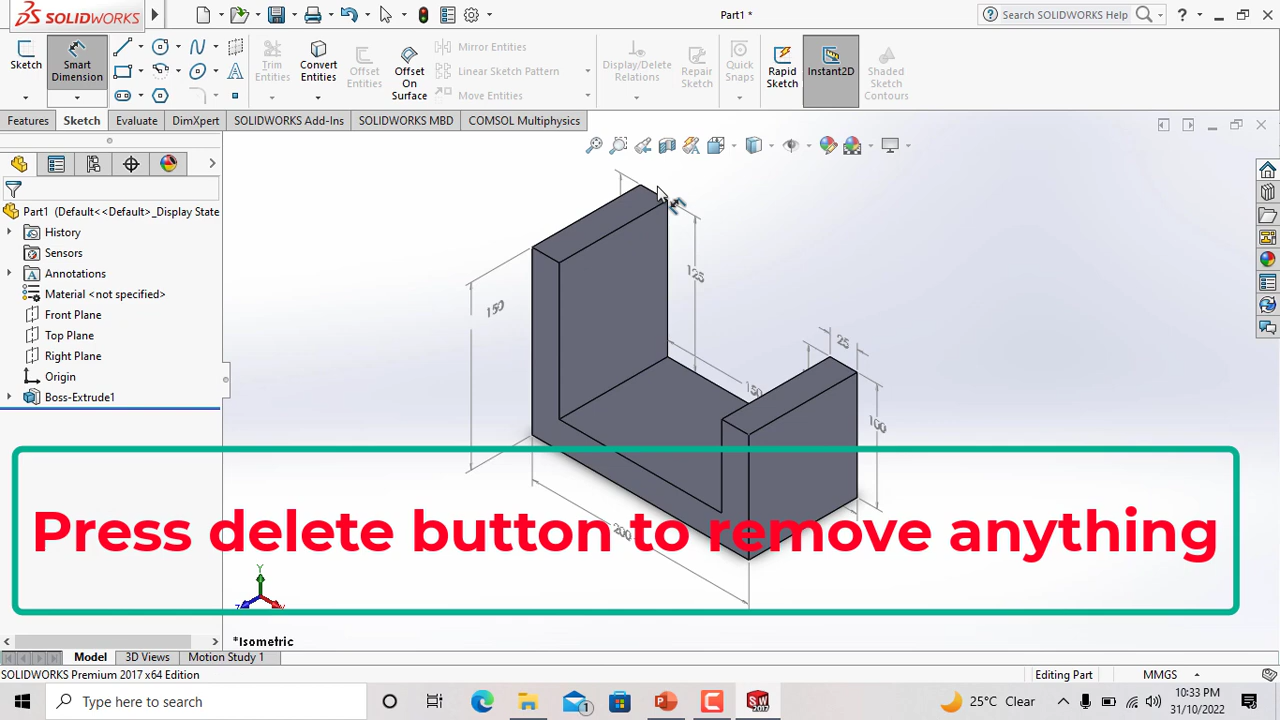 SOLIDWORKS
Part1 *
Search SOLIDWORKS Help
Sketch
Smart Dimension
Trim Entities
Convert Entities
Offset Entities
Offset On Surface
Mirror Entities
Linear Sketch Pattern
Move Entities
Display/Delete Relations
Repair Sketch
Quick Snaps
Rapid Sketch
Instant2D
Shaded Sketch Contours
Features
Sketch
Evaluate
DimXpert
SOLIDWORKS Add-Ins
SOLIDWORKS MBD
COMSOL Multiphysics
Part1 (Default<<Default>_Display State
History
Sensors
Annotations
Material <not specified>
Front Plane
Top Plane
Right Plane
Origin
Boss-Extrude1
150
125
150
25
100
200
Press delete button to remove anything
Y
*Isometric
Model
3D Views
Motion Study 1
SOLIDWORKS Premium 2017 x64 Edition
Editing Part
MMGS
Type here to search
25°C Clear
10:33 PM
31/10/2022